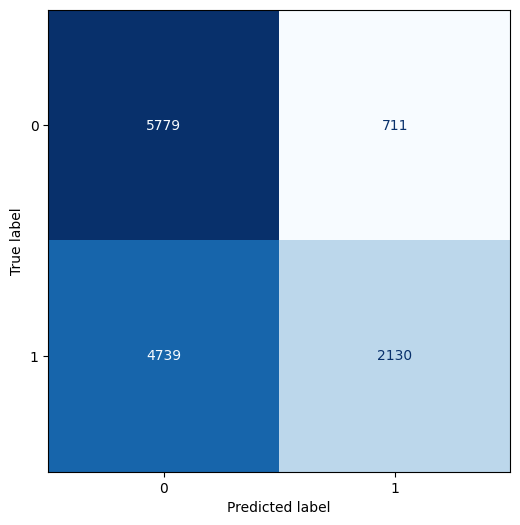 0
5779 711
True label
1
4739 2130
0 1
Predicted label